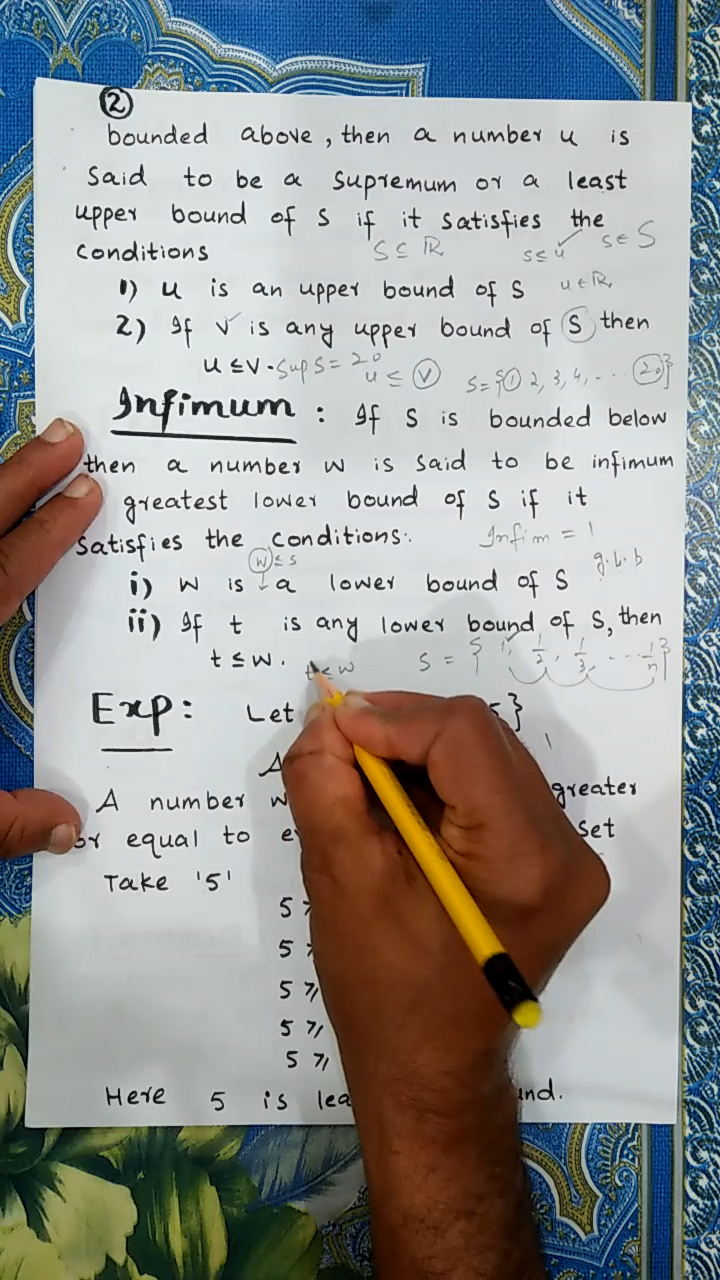 ②
bounded above, then a number u is
said to be a Supremum or a least
upper bound of S if it satisfies the
conditions S ⊆ ℝ s ≤ u s ∈ S
1) u is an upper bound of S u ∈ ℝ
2) If v is any upper bound of S then
u ≤ v. Sup S = 20 u ≤ v S = {1, 2, 3, 4, ... 20}
Infimum : If S is bounded below
then a number w is said to be infimum
greatest lower bound of S if it
satisfies the conditions. Infim = 1
w ≤ s g.b.b
i) w is a lower bound of S
ii) If t is any lower bound of S, then
t ≤ w. t ≤ w S = { 1, 1/2, 1/3, ... 1/n }
Exp: Let 5}
A number greater
or equal to set
Take '5'
5
5
5 ⩾
5 ⩾
5 ⩾
Here 5 is